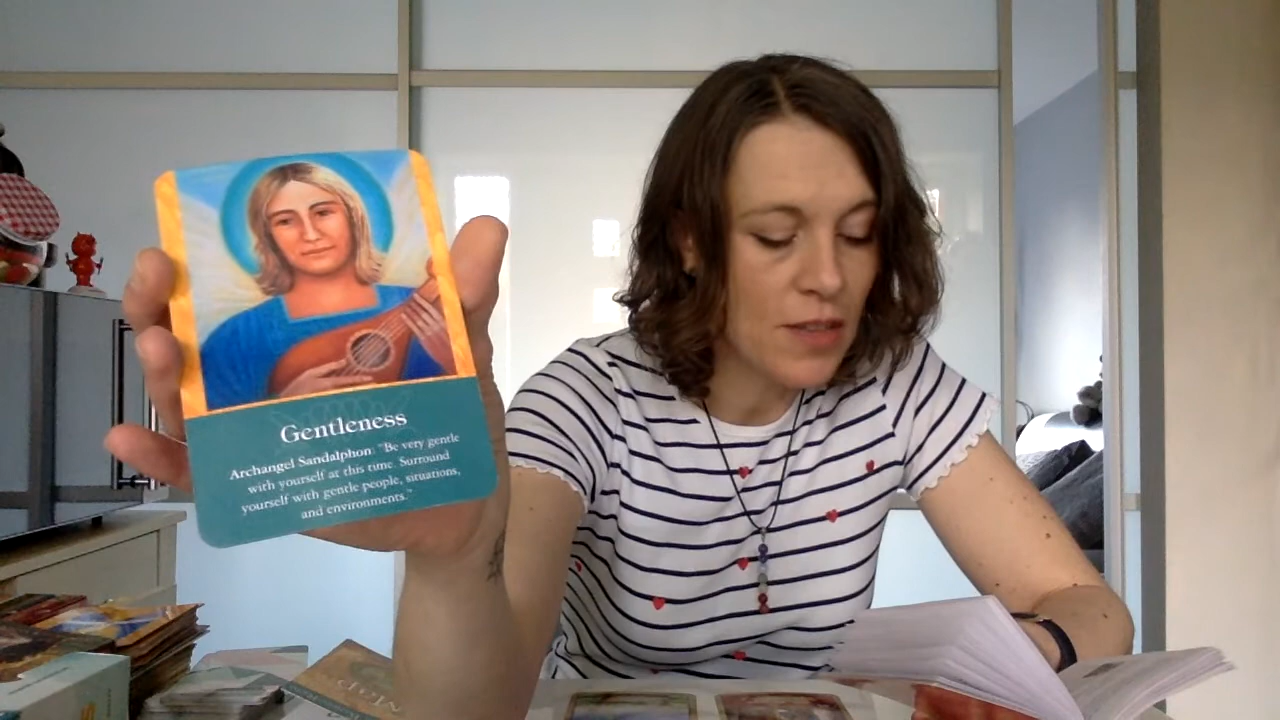 Gentleness
Archangel Sandalphon: "Be very gentle
with yourself at this time. Surround
yourself with gentle people, situations,
and environments."